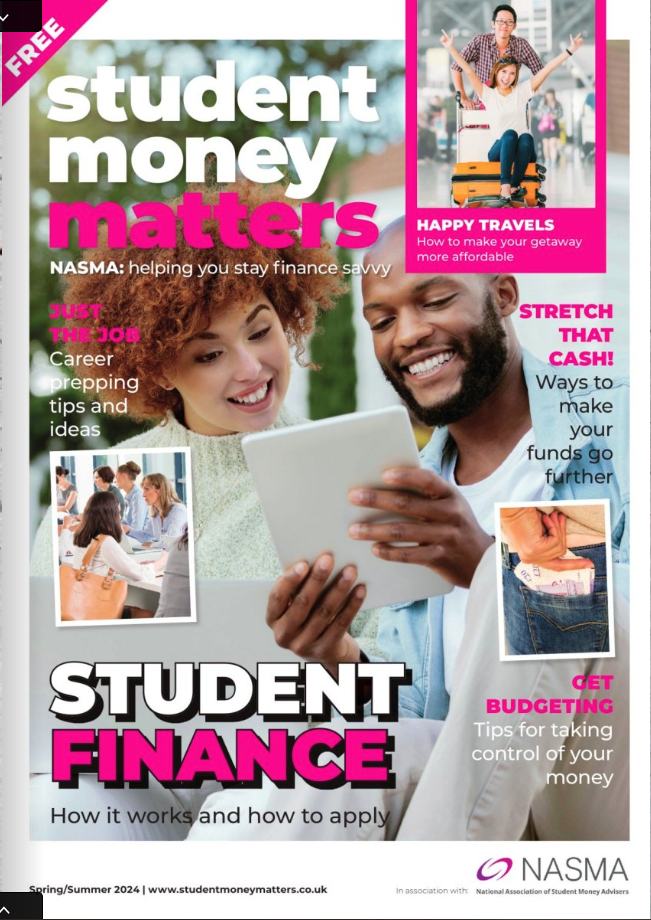 FREE
student
money
matters
NASMA: helping you stay finance savvy
HAPPY TRAVELS
How to make your getaway
more affordable
JUST
THE JOB
Career
prepping
tips and
ideas
STRETCH
THAT
CASH!
Ways to
make
your
funds go
further
£20
GET
BUDGETING
Tips for taking
control of your
money
STUDENT
FINANCE
How it works and how to apply
Spring/Summer 2024 | www.studentmoneymatters.co.uk
In association with:
NASMA
National Association of Student Money Advisers